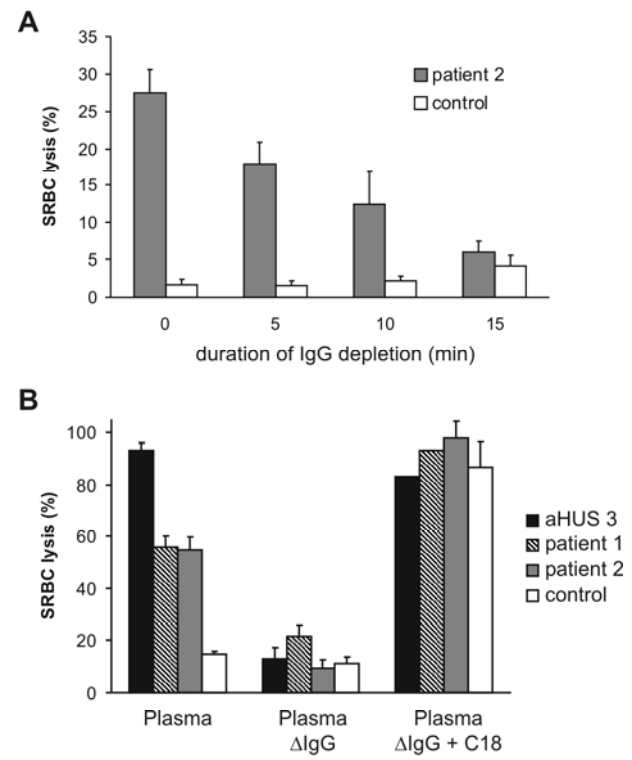 A
35
30
25
20
15
10
5
0
SRBC lysis (%)
patient 2
control
0 5 10 15
duration of IgG depletion (min)
B
100
80
60
40
20
0
SRBC lysis (%)
aHUS 3
patient 1
patient 2
control
Plasma Plasma Plasma
ΔIgG ΔIgG + C18